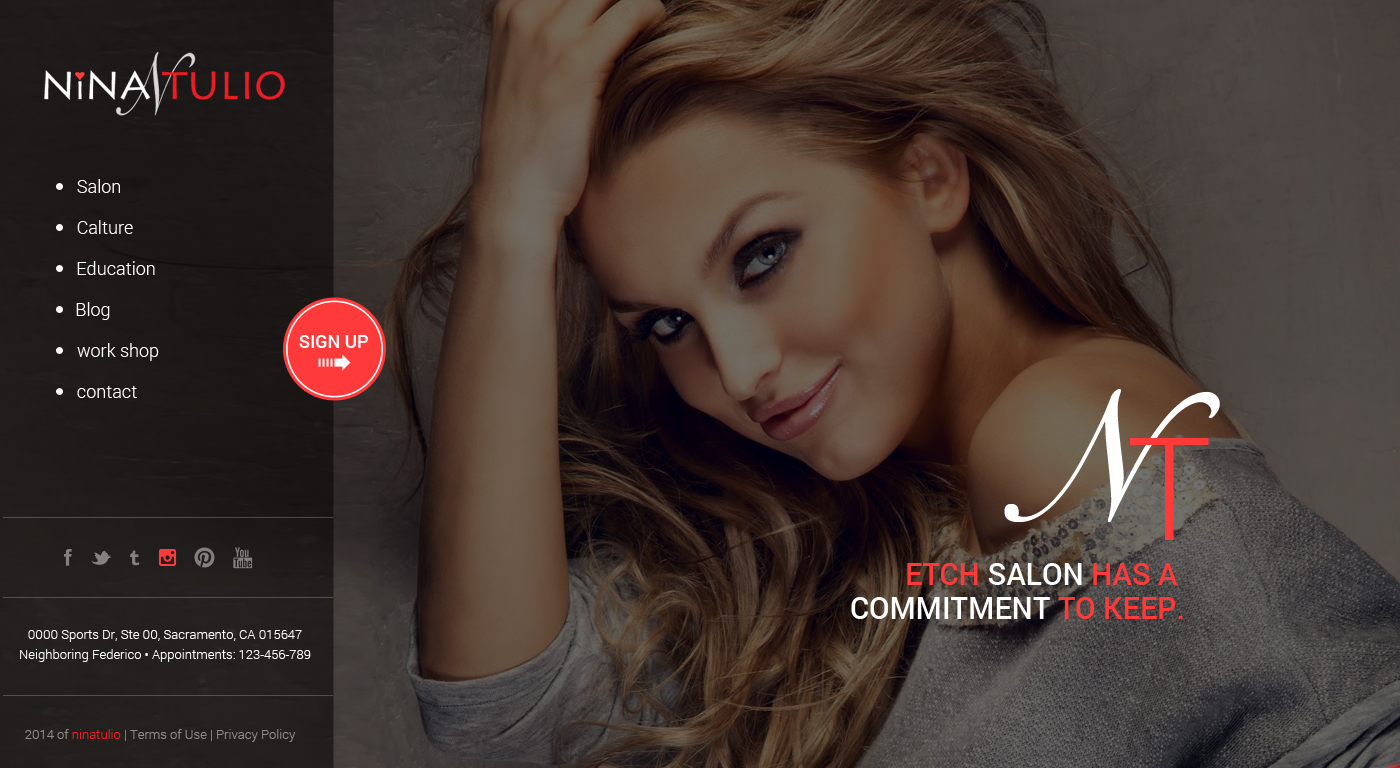 NiNA NTULIO
Salon
Calture
Education
Blog
work shop
contact
SIGN UP
f t You Tube
0000 Sports Dr, Ste 00, Sacramento, CA 015647
Neighboring Federico • Appointments: 123-456-789
2014 of ninatulio | Terms of Use | Privacy Policy
NT
ETCH SALON HAS A
COMMITMENT TO KEEP.